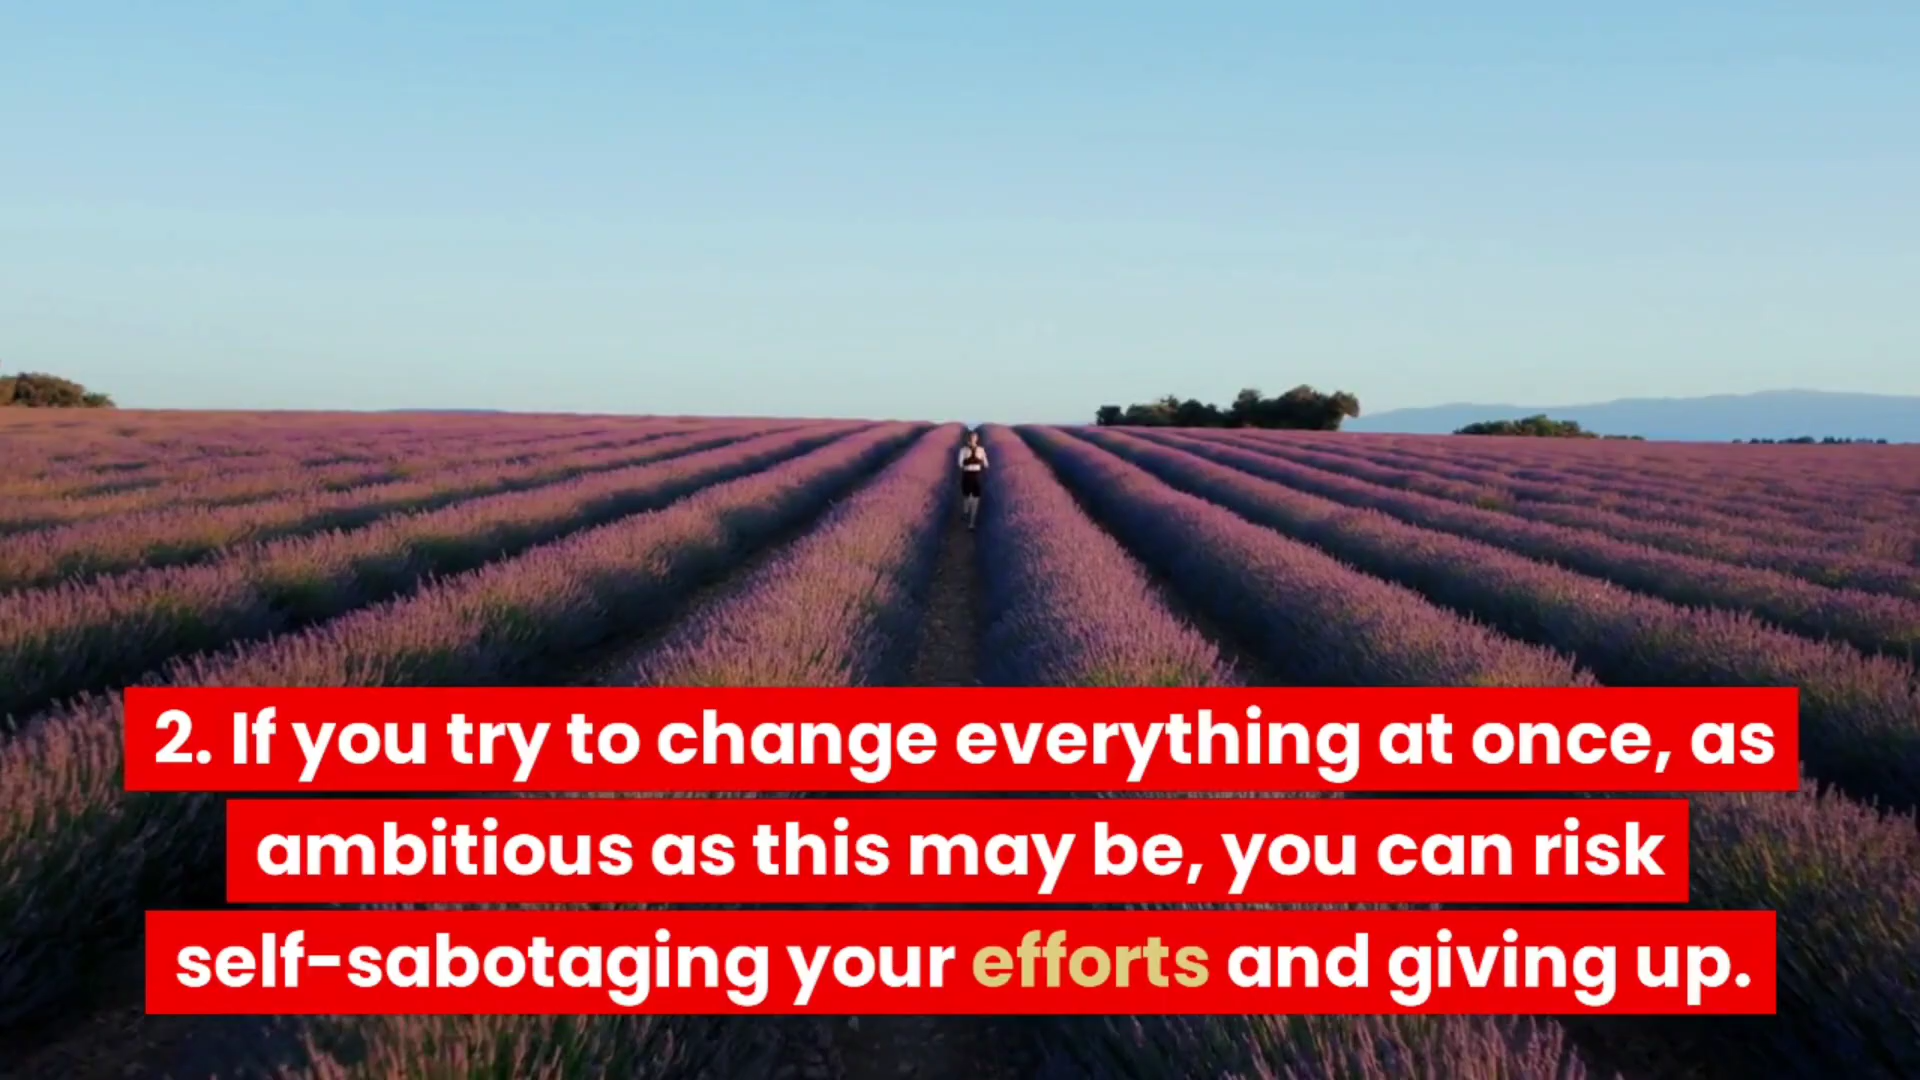 2. If you try to change everything at once, as
ambitious as this may be, you can risk
self-sabotaging your efforts and giving up.